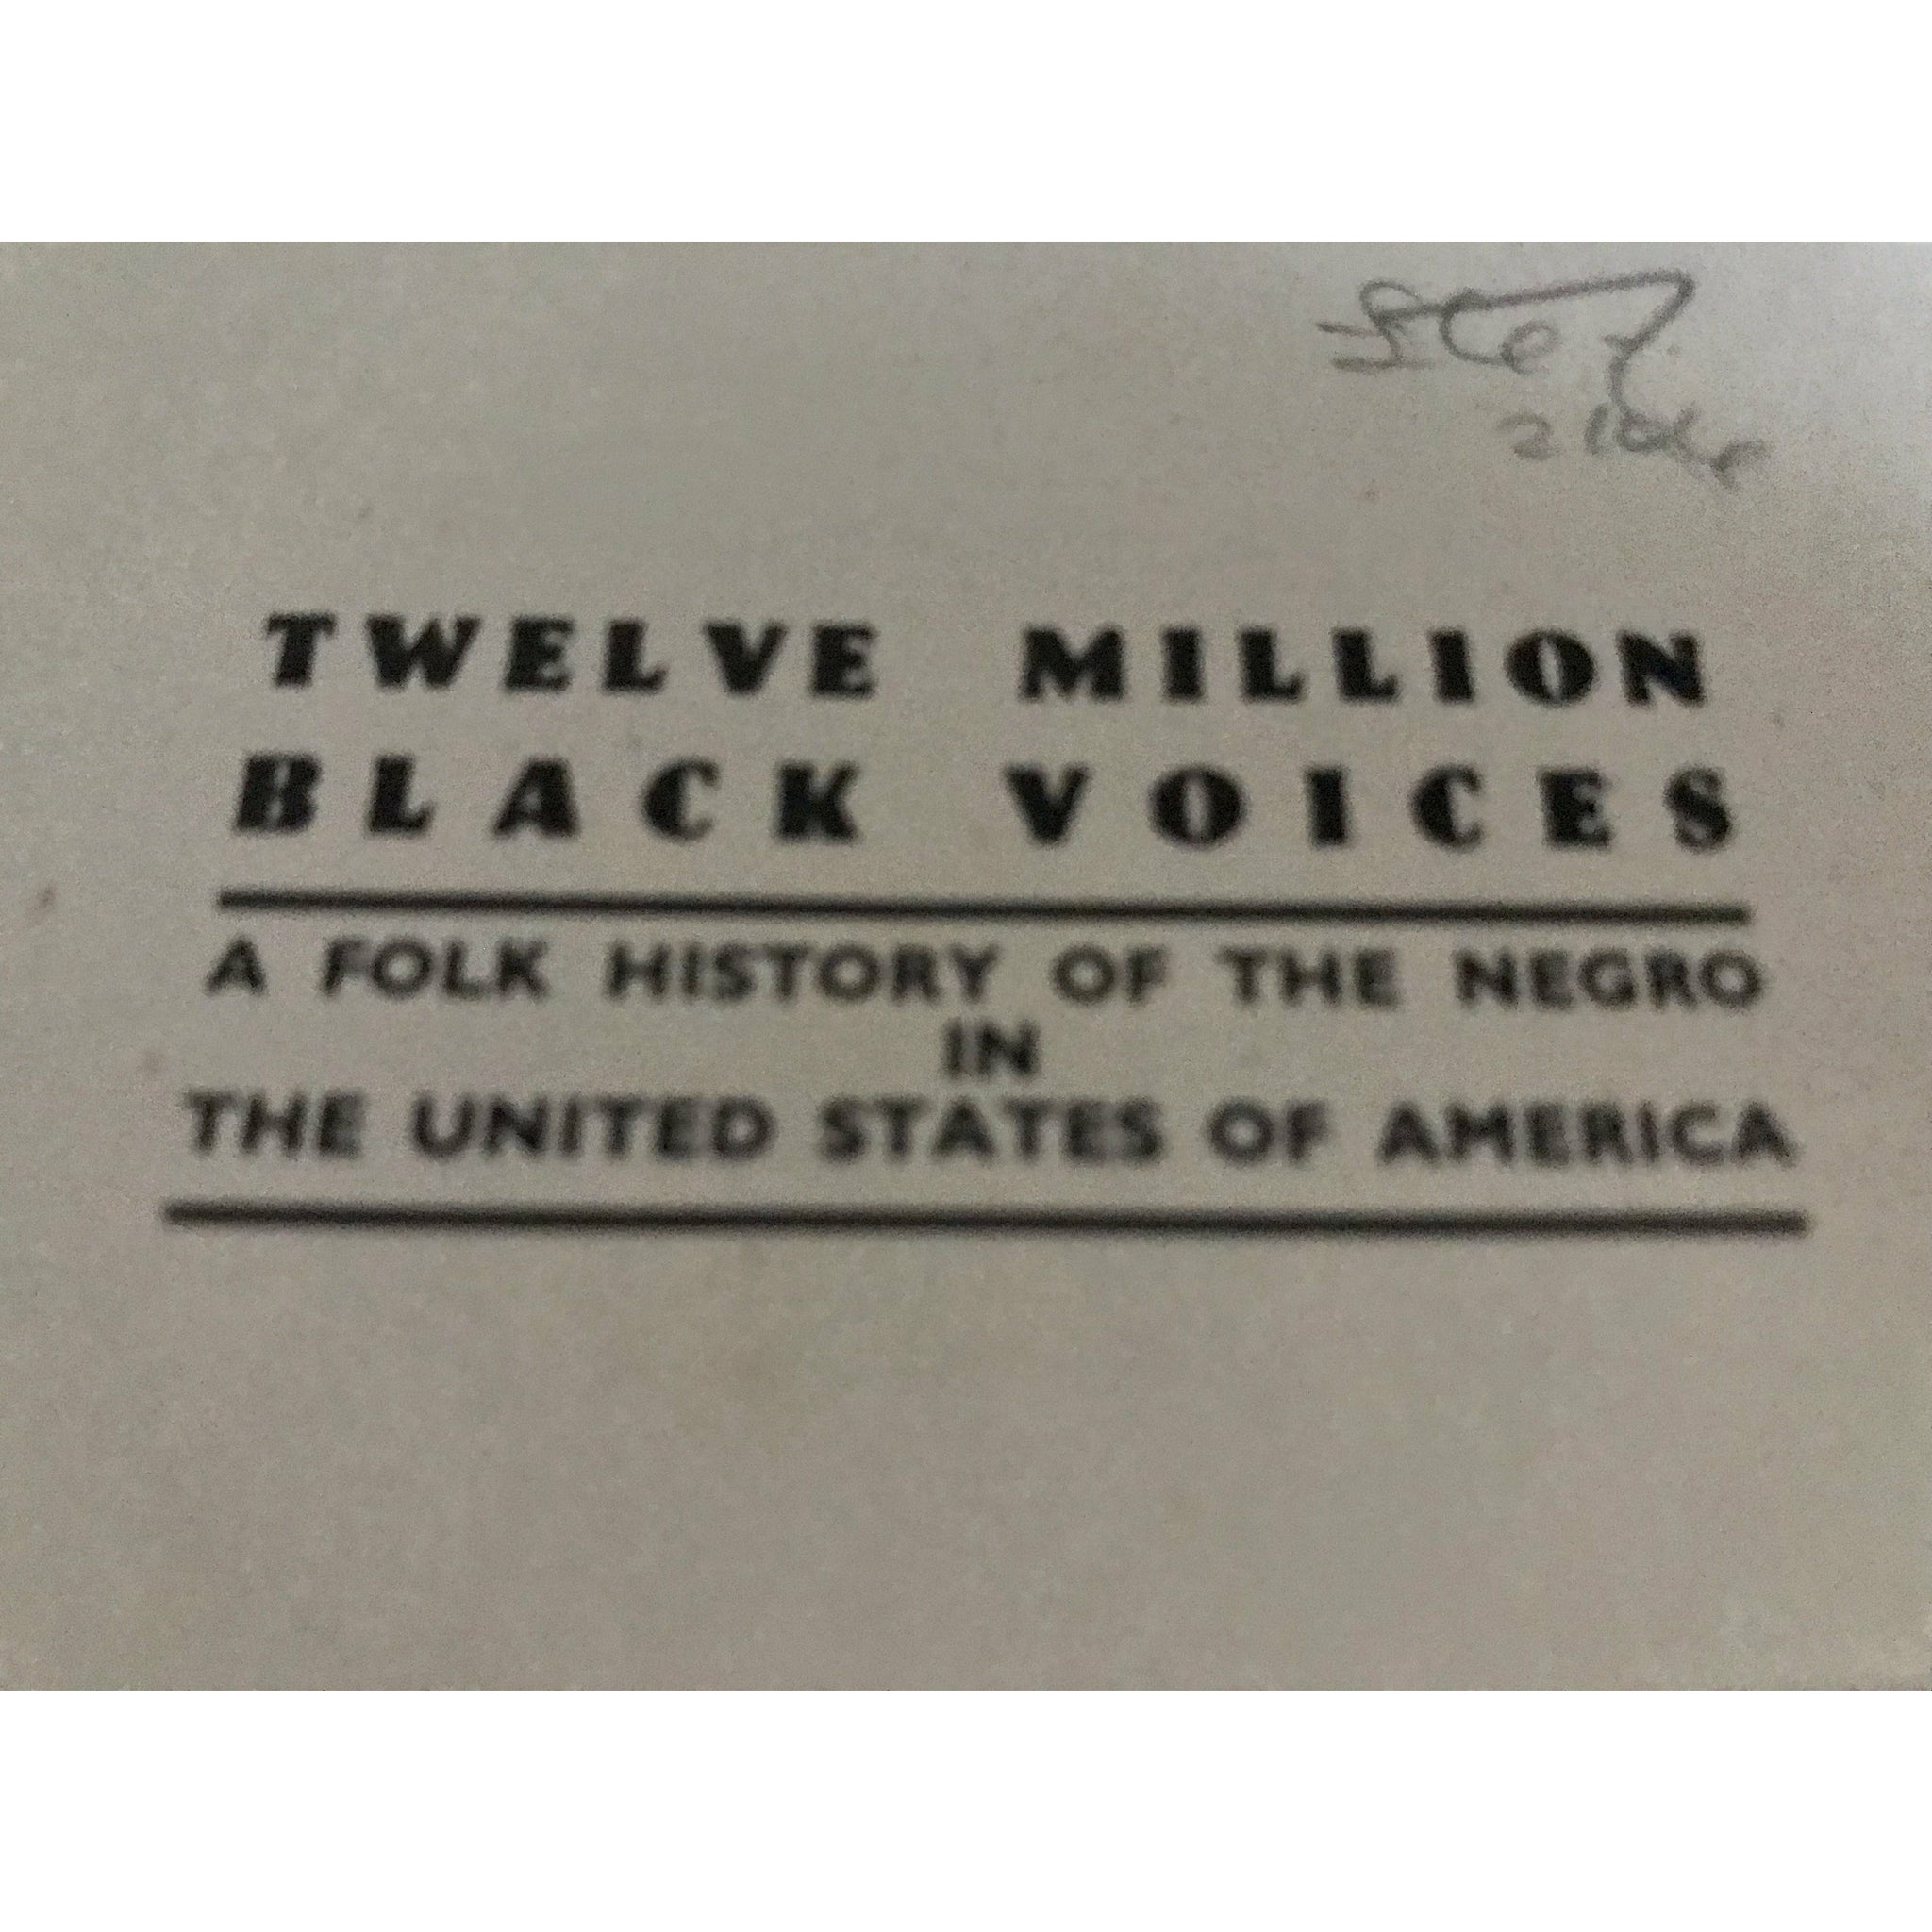 TWELVE MILLION
BLACK VOICES
A FOLK HISTORY OF THE NEGRO
IN
THE UNITED STATES OF AMERICA